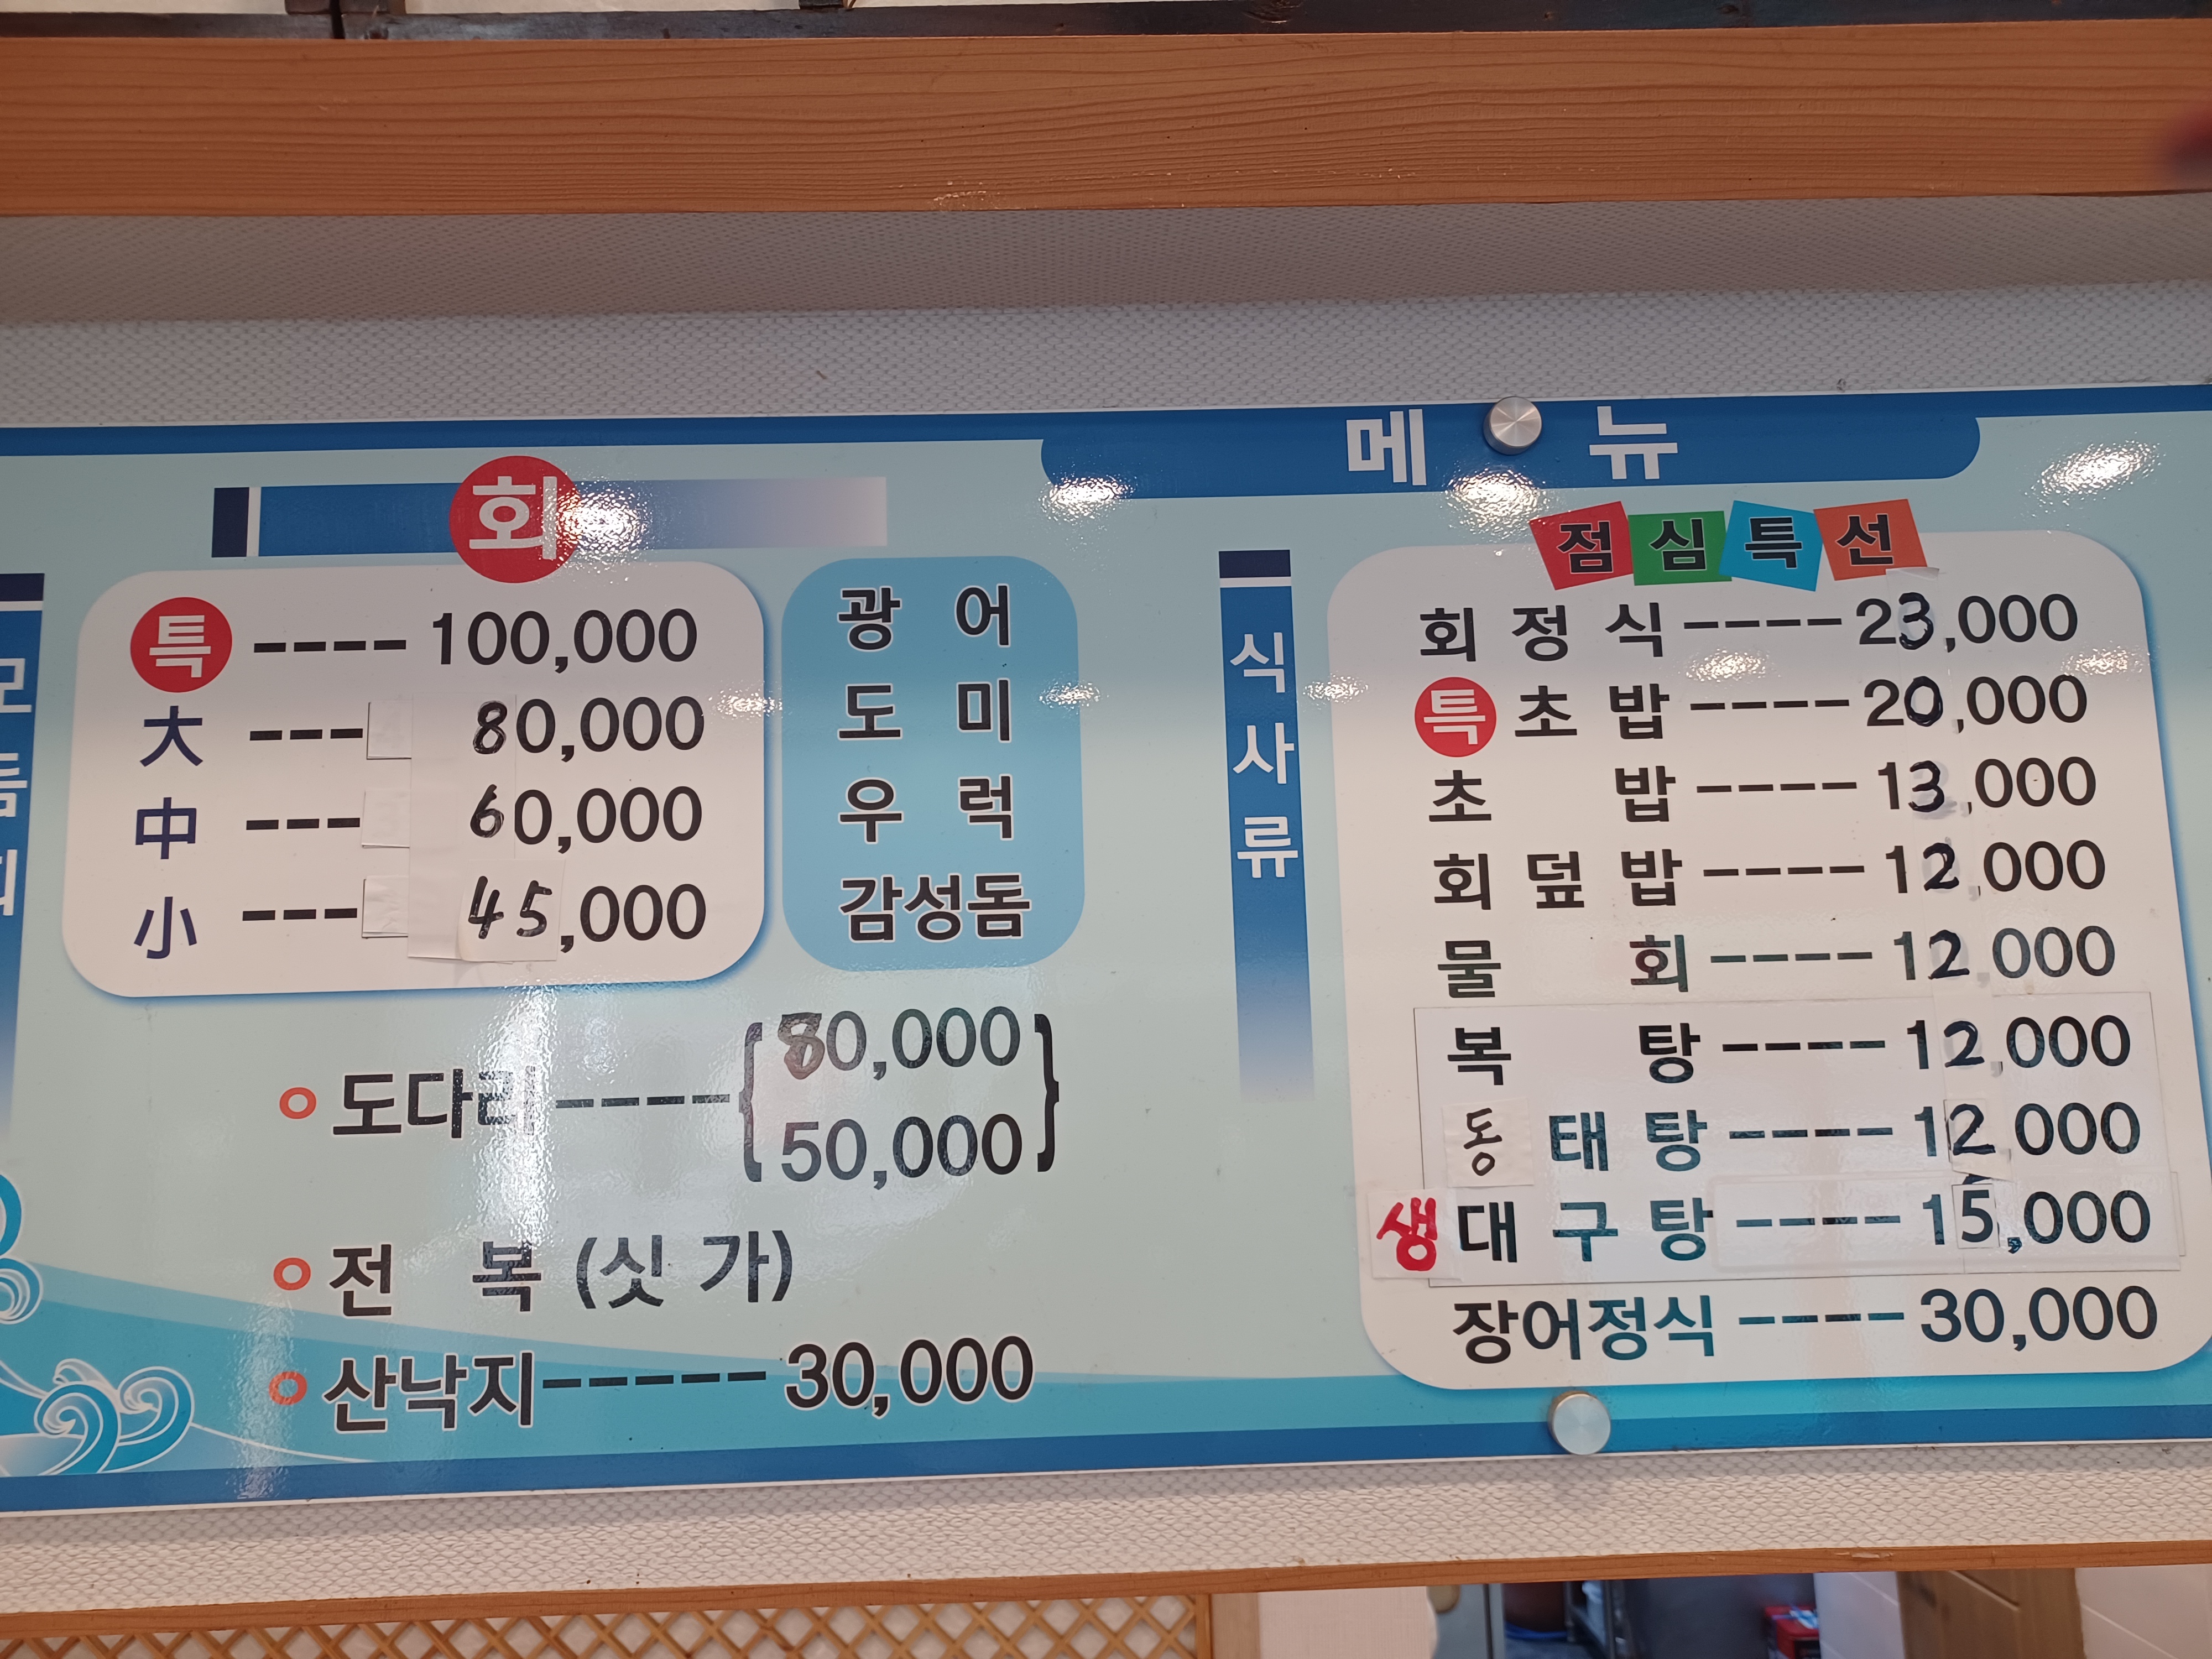 메 뉴
회
특 ---- 100,000
大 --- 80,000
中 --- 60,000
小 --- 45,000
광 어
도 미
우 럭
감성돔
도다리 ---- { 80,000
50,000 }
전 복 (싯 가)
산낙지 ----- 30,000
식사류
점심특선
회 정 식 ---- 23,000
특 초 밥 ---- 20,000
초 밥 ---- 13,000
회 덮 밥 ---- 12,000
물 회 ---- 12,000
복 탕 ---- 12,000
동 태 탕 ---- 12,000
생 대 구 탕 ---- 15,000
장어정식 ---- 30,000